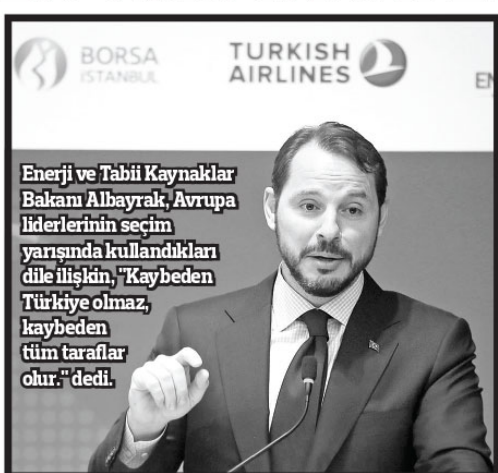 BORSA
İSTANBUL
TURKISH
AIRLINES
EN
Enerji ve Tabii Kaynaklar
Bakanı Albayrak, Avrupa
liderlerinin seçim
yarışında kullandıkları
dile ilişkin, "Kaybeden
Türkiye olmaz,
kaybeden
tüm taraflar
olur." dedi.